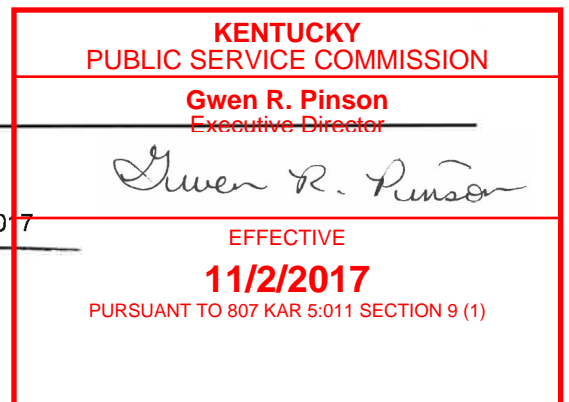 KENTUCKY
PUBLIC SERVICE COMMISSION
Gwen R. Pinson
Executive Director
Gwen R. Pinson
017
EFFECTIVE
11/2/2017
PURSUANT TO 807 KAR 5:011 SECTION 9 (1)